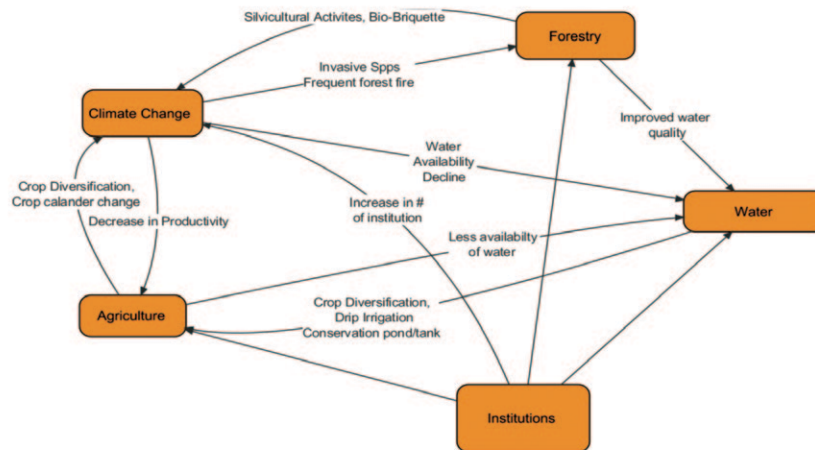 Silvicultural Activites, Bio-Briquette
Forestry
Invasive Spps
Frequent forest fire
Climate Change
Improved water
quality
Water
Availability
Decline
Crop Diversification,
Crop calander change
Increase in #
of institution
Water
Decrease in Productivity
Less availabilty
of water
Agriculture
Crop Diversification,
Drip Irrigation
Conservation pond/tank
Institutions